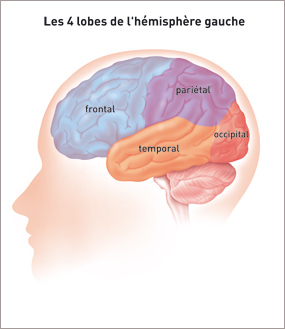 Les 4 lobes de l'hémisphère gauche
pariétal
frontal
occipital
temporal